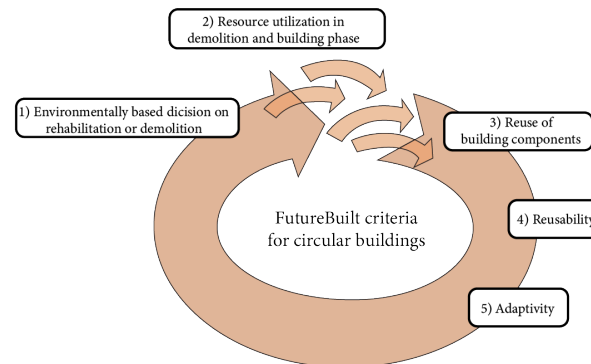 2) Resource utilization in
demolition and building phase
1) Environmentally based dicision on
rehabilitation or demolition
3) Reuse of
building components
FutureBuilt criteria
for circular buildings
4) Reusability
5) Adaptivity